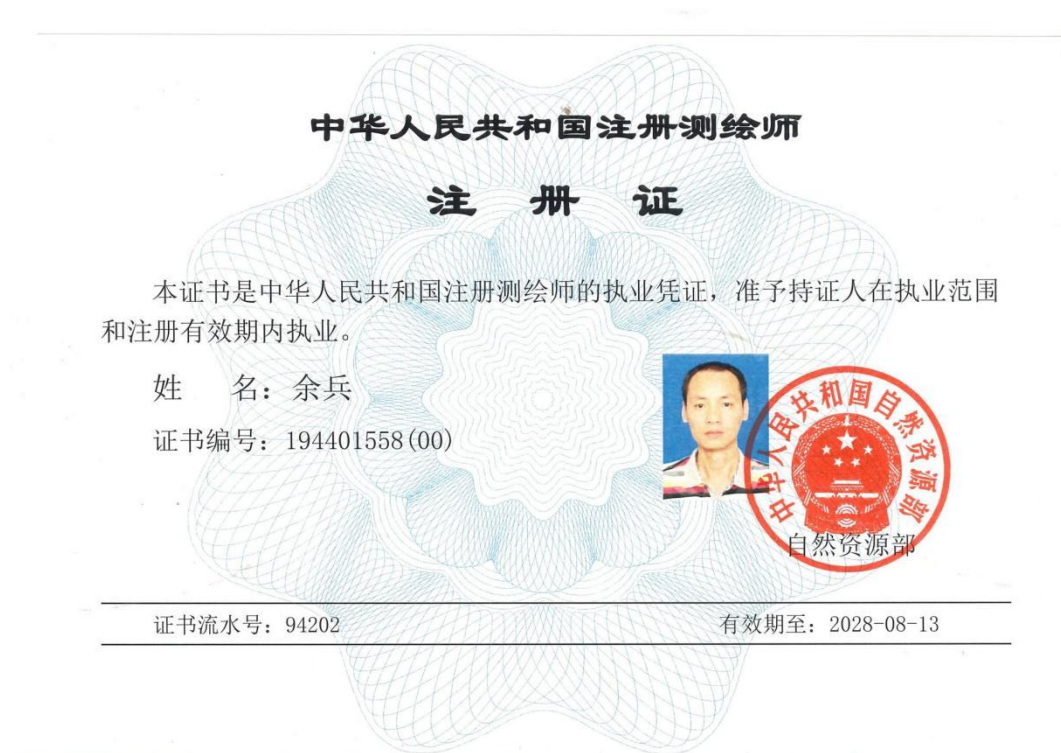 中华人民共和国注册测绘师
注 册 证
本证书是中华人民共和国注册测绘师的执业凭证，准予持证人在执业范围
和注册有效期内执业。
姓 名：余兵
证书编号：194401558(00)
中华人民共和国自然资源部
自然资源部
证书流水号：94202
有效期至：2028-08-13